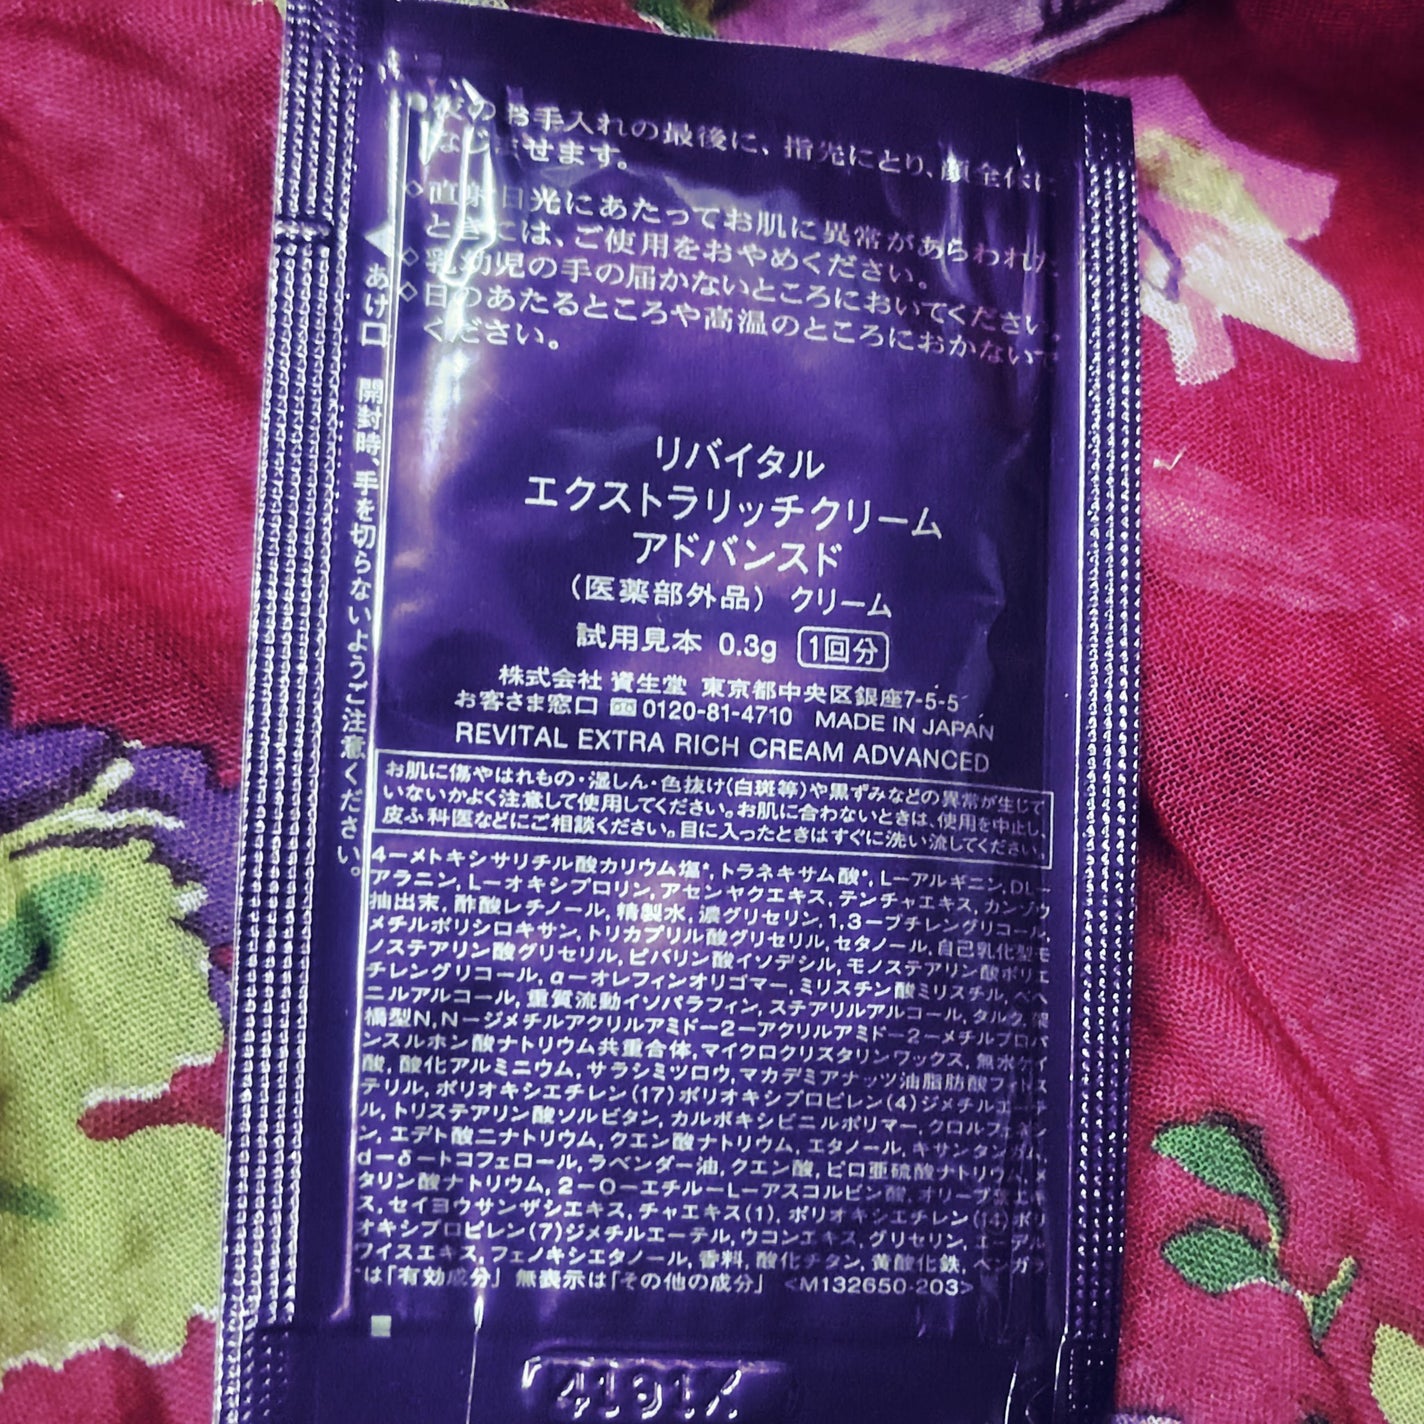 夜のお手入れの最後に、指先にとり、顔全体に
なじませます。
◇直射日光にあたってお肌に異常があらわれた
ときには、ご使用をおやめください。
◇乳幼児の手の届かないところにおいてください。
◇日のあたるところや高温のところにおかないで
ください。
あけ口 開封時、手を切らないようご注意ください。
リバイタル
エクストラリッチクリーム
アドバンスド
（医薬部外品） クリーム
試用見本 0.3g 1回分
株式会社 資生堂 東京都中央区銀座7-5-5
お客さま窓口 0120-81-4710 MADE IN JAPAN
REVITAL EXTRA RICH CREAM ADVANCED
お肌に傷やはれもの・湿しん・色抜け(白斑等)や黒ずみなどの異常が生じて
いないかよく注意して使用してください。お肌に合わないときは、使用を中止し、
皮ふ科医などにご相談ください。目に入ったときはすぐに洗い流してください。
4－メトキシサリチル酸カリウム塩*，トラネキサム酸*，L－アルギニン，DL－
アラニン，L－オキシプロリン，アセンヤクエキス，テンチャエキス，カンゾウ
抽出末，酢酸レチノール，精製水，濃グリセリン，1,3－ブチレングリコール，
メチルポリシロキサン，トリカプリル酸グリセリル，セタノール，自己乳化型モ
ノステアリン酸グリセリル，ピバリン酸イソデシル，モノステアリン酸ポリエ
チレングリコール，α－オレフィンオリゴマー，ミリスチン酸ミリスチル，ベヘ
ニルアルコール，重質流動イソパラフィン，ステアリルアルコール，タルク，架
橋型N，N－ジメチルアクリルアミド－2－アクリルアミド－2－メチルプロパ
ンスルホン酸ナトリウム共重合体，マイクロクリスタリンワックス，無水ケイ
酸，酸化アルミニウム，サラシミツロウ，マカデミアナッツ油脂肪酸フィトス
テリル，ポリオキシエチレン(17)ポリオキシプロピレン(4)ジメチルエーテ
ル，トリステアリン酸ソルビタン，カルボキシビニルポリマー，クロルフェネシ
ン，エデト酸二ナトリウム，クエン酸ナトリウム，エタノール，キサンタンガム，
d－δ－トコフェロール，ラベンダー油，クエン酸，ピロ亜硫酸ナトリウム，メ
タリン酸ナトリウム，2－O－エチル－L－アスコルビン酸，オリーブ葉エキ
ス，セイヨウサンザシエキス，チャエキス(1)，ポリオキシエチレン(14)ポリ
オキシプロピレン(7)ジメチルエーテル，ウコンエキス，グリセリン，
ワイスエキス，フェノキシエタノール，香料，酸化チタン，黄酸化鉄，ベンガラ
*は「有効成分」 無表示は「その他の成分」 <M132650-203>